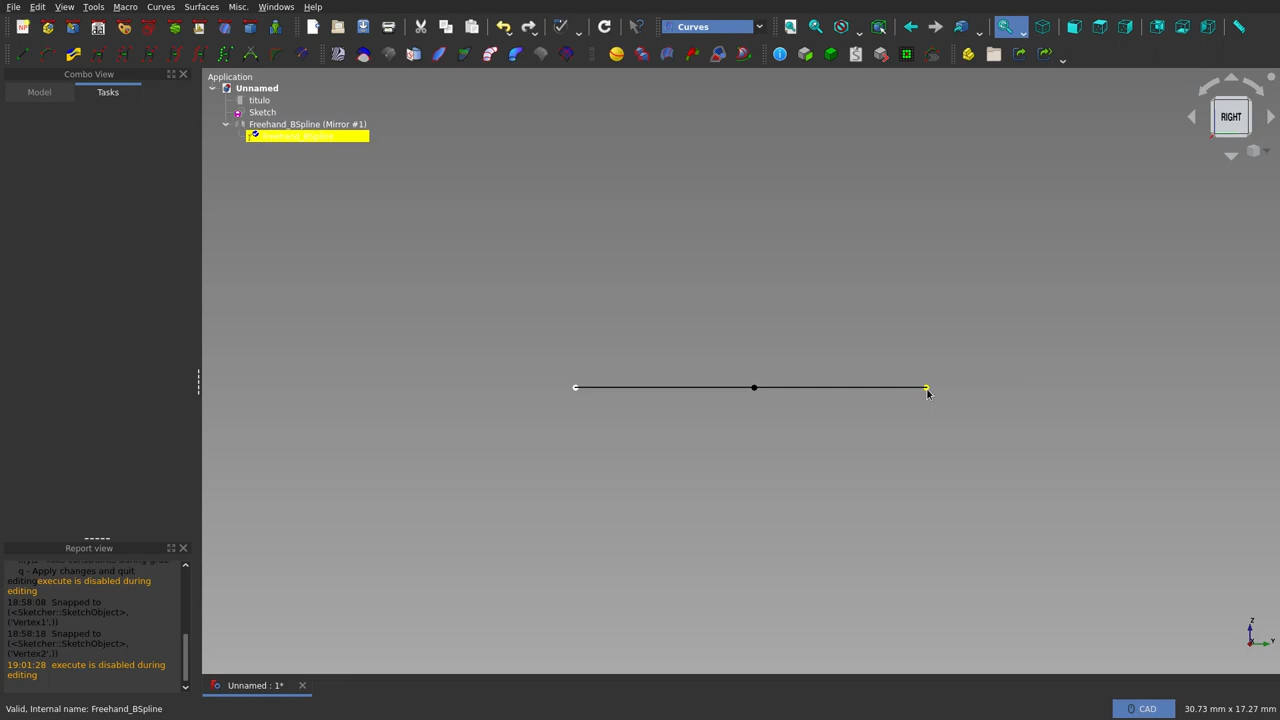 File Edit View Tools Macro Curves Surfaces Misc. Windows Help
Curves
Combo View
Model Tasks
Application
Unnamed
titulo
Sketch
Freehand_BSpline (Mirror #1)
Freehand_BSpline
RIGHT
Report view
q - Apply changes and quit
editingexecute is disabled during
editing
18:58:08 Snapped to
(<Sketcher::SketchObject>,
('Vertex1',))
18:58:18 Snapped to
(<Sketcher::SketchObject>,
('Vertex2',))
19:01:28 execute is disabled during
editing
Z
Y
Unnamed : 1*
Valid, Internal name: Freehand_BSpline
CAD
30.73 mm x 17.27 mm